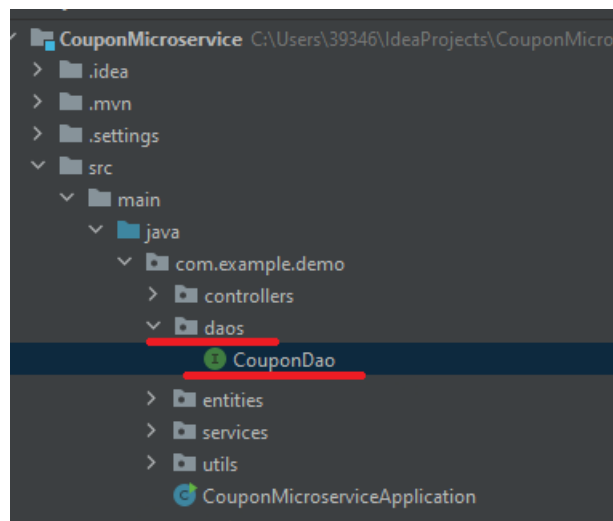 CouponMicroservice C:\Users\39346\IdeaProjects\CouponMicro
.idea
.mvn
.settings
src
main
java
com.example.demo
controllers
daos
I CouponDao
entities
services
utils
C CouponMicroserviceApplication